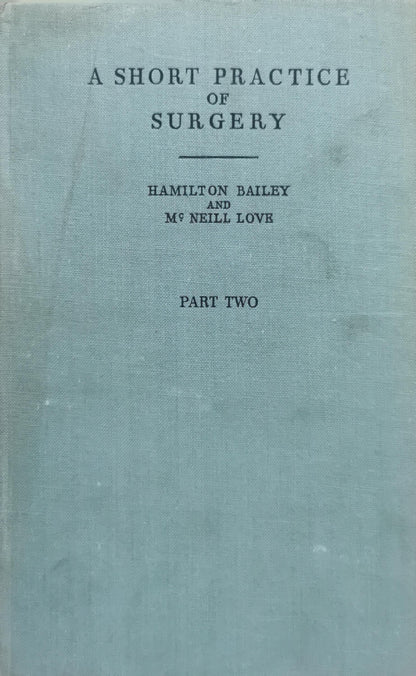 A SHORT PRACTICE
OF
SURGERY
HAMILTON BAILEY
AND
Mᶜ NEILL LOVE
PART TWO